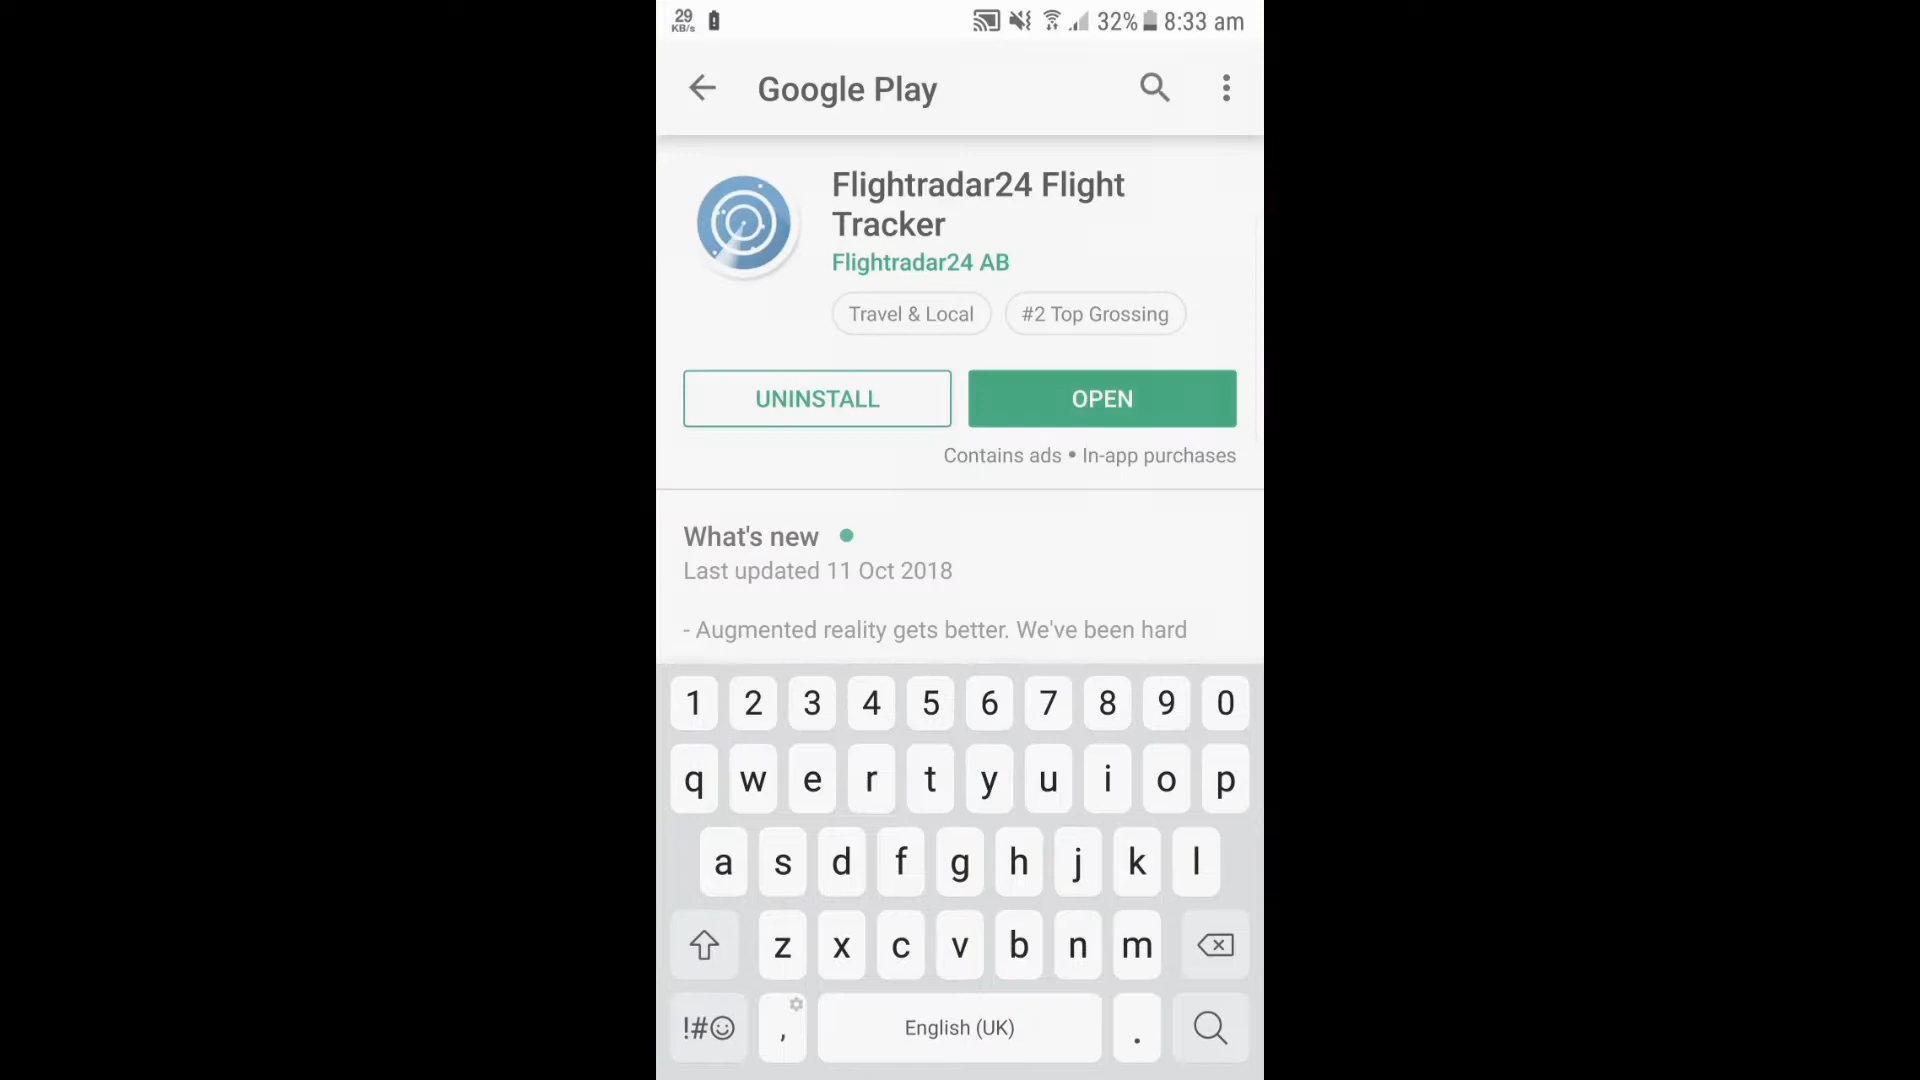 29
KB/s
32% 8:33 am
Google Play
Flightradar24 Flight
Tracker
Flightradar24 AB
Travel & Local
#2 Top Grossing
UNINSTALL
OPEN
Contains ads • In-app purchases
What's new
Last updated 11 Oct 2018
- Augmented reality gets better. We've been hard
1 2 3 4 5 6 7 8 9 0
q w e r t y u i o p
a s d f g h j k l
z x c v b n m
!#☺ , English (UK) .